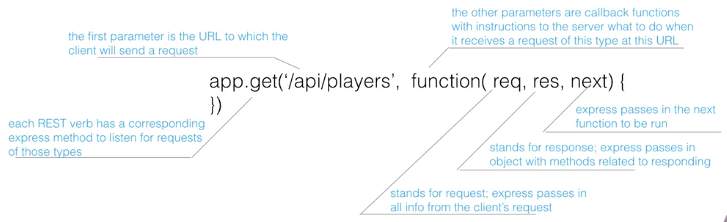 the other parameters are callback functions
with instructions to the server what to do when
it receives a request of this type at this URL
the first parameter is the URL to which the
client will send a request
app.get(‘/api/players’, function( req, res, next) {
})
each REST verb has a corresponding
express method to listen for requests
of those types
express passes in the next
function to be run
stands for response; express passes in
object with methods related to responding
stands for request; express passes in
all info from the client’s request